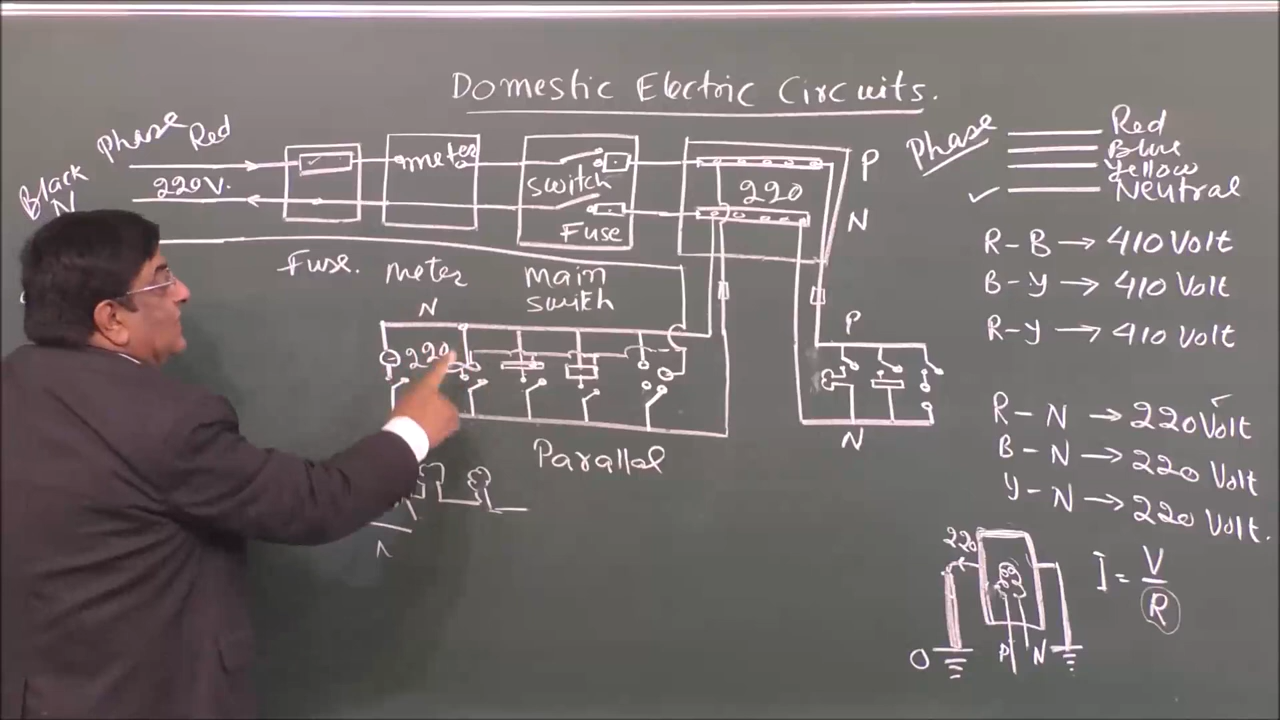 Domestic Electric Circuits.
Phase Red
220V.
Black
N
meter
switch
Fuse
220
P
N
Fuse.
meter
main
switch
N
220
Parallel
P
N
Phase
Red
Blue
Yellow
Neutral
R - B → 410 Volt
B - Y → 410 Volt
R - Y → 410 Volt
R - N → 220 Volt
B - N → 220 Volt
Y - N → 220 Volt.
220
O
P N
I = V/R